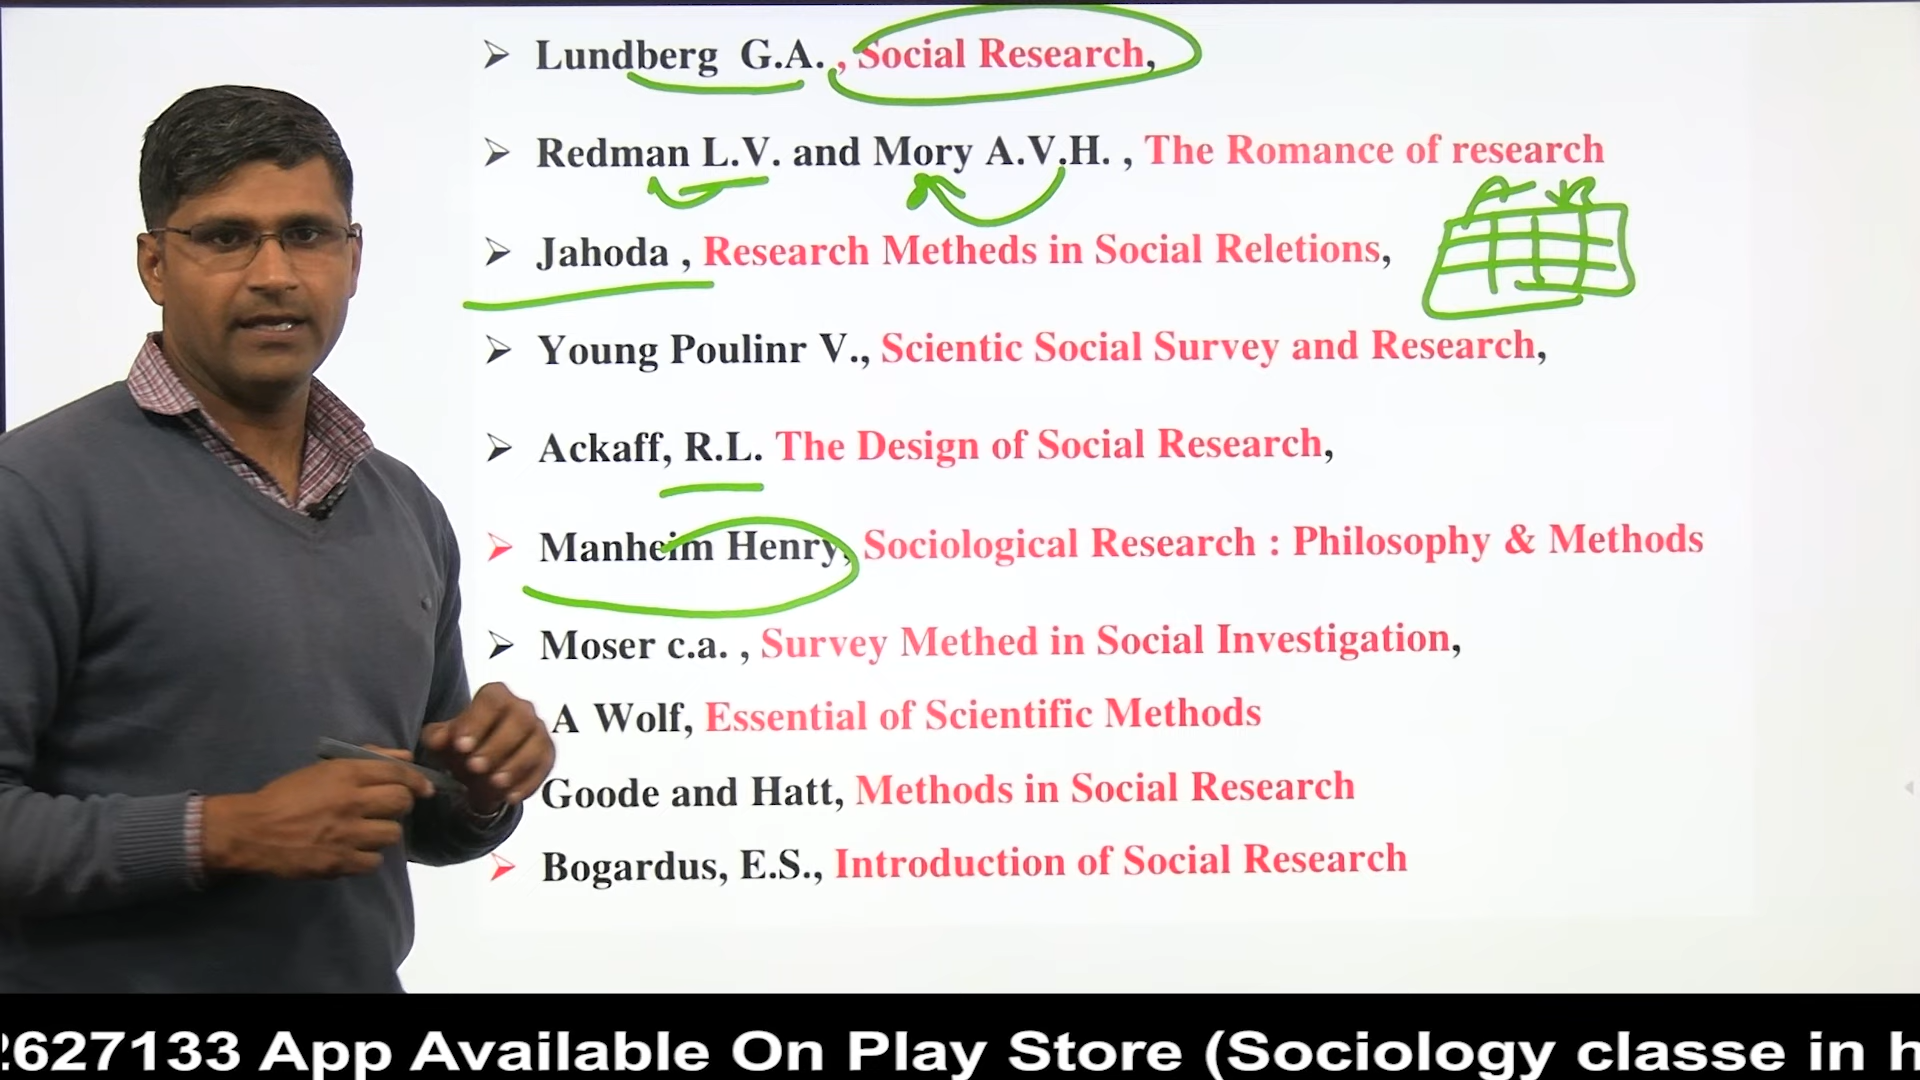 Lundberg G.A. , Social Research,
Redman L.V. and Mory A.V.H. , The Romance of research
Jahoda , Research Metheds in Social Reletions,
Young Poulinr V., Scientic Social Survey and Research,
Ackaff, R.L. The Design of Social Research,
Manheim Henry, Sociological Research : Philosophy & Methods
Moser c.a. , Survey Methed in Social Investigation,
A Wolf, Essential of Scientific Methods
Goode and Hatt, Methods in Social Research
Bogardus, E.S., Introduction of Social Research
2627133 App Available On Play Store (Sociology classe in h